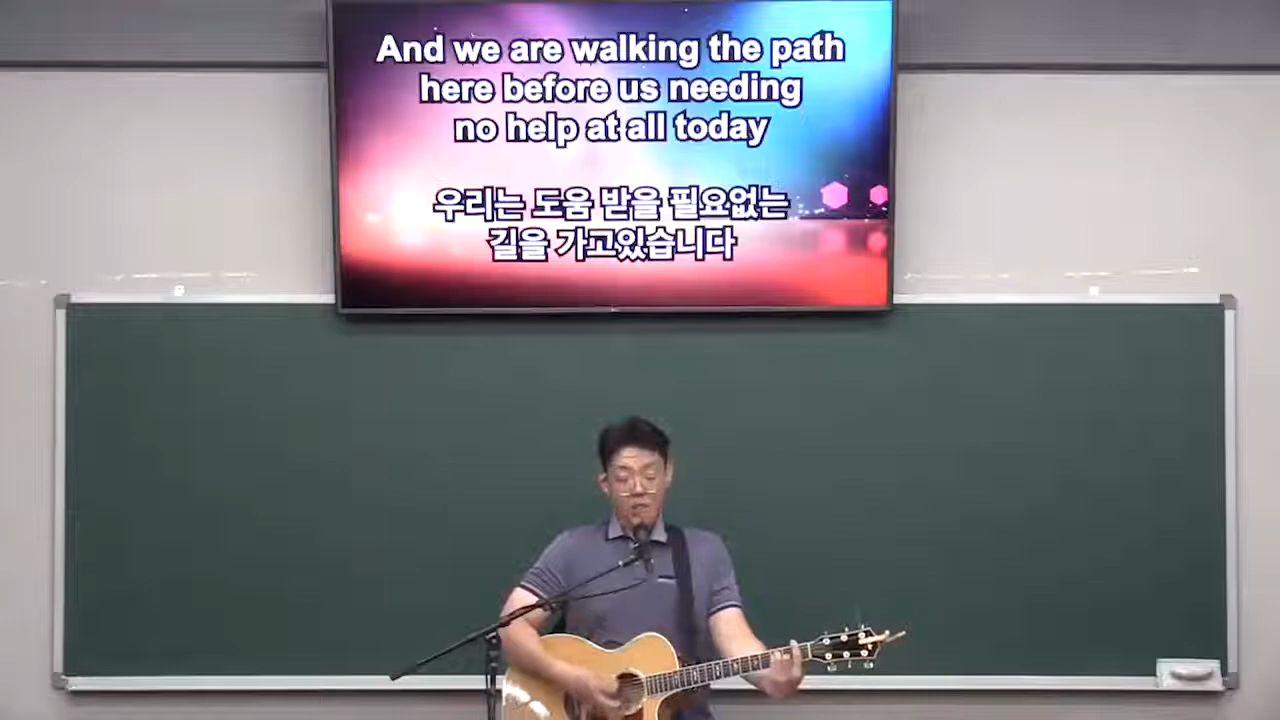 And we are walking the path
here before us needing
no help at all today
우리는 도움 받을 필요없는
길을 가고있습니다